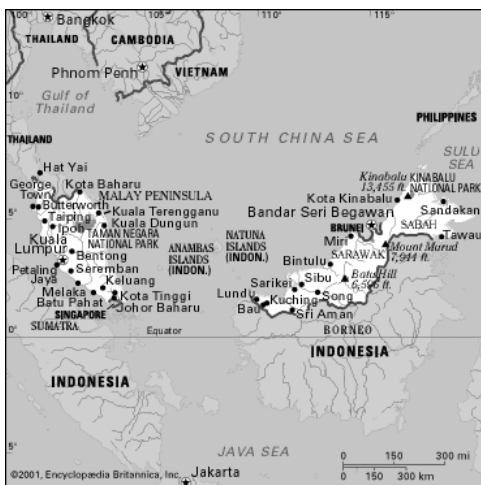 100°
105°
110°
115°
Bangkok
THAILAND
CAMBODIA
Phnom Penh
VIETNAM
Gulf of
Thailand
10°
PHILIPPINES
SOUTH CHINA SEA
SULU
SEA
THAILAND
Hat Yai
George
Town
Kota Baharu
Butterworth
MALAY PENINSULA
Taiping
Kuala Terengganu
Ipoh
Kuala Dungun
TAMAN NEGARA
NATIONAL PARK
5°
Kuala
Lumpur
Bentong
Petaling
Jaya
Seremban
Keluang
Melaka
Kota Tinggi
Batu Pahat
Johor Baharu
SINGAPORE
SUMATRA
0°
Equator
ANAMBAS
ISLANDS
(INDON.)
NATUNA
ISLANDS
(INDON.)
Kinabalu
13,455 ft.
KINABALU
NATIONAL PARK
Kota Kinabalu
SABAH
Sandakan
Bandar Seri Begawan
BRUNEI
Tawau
Miri
Mount Murud
7,944 ft.
SARAWAK
Bintulu
Batu Hill
6,596 ft.
Sibu
Sarikei
Song
Lundu
Kuching
Bau
Sri Aman
BORNEO
INDONESIA
INDONESIA
5°
JAVA SEA
Jakarta
0 150 300 mi
0 150 300 km
©2001, Encyclopædia Britannica, Inc.